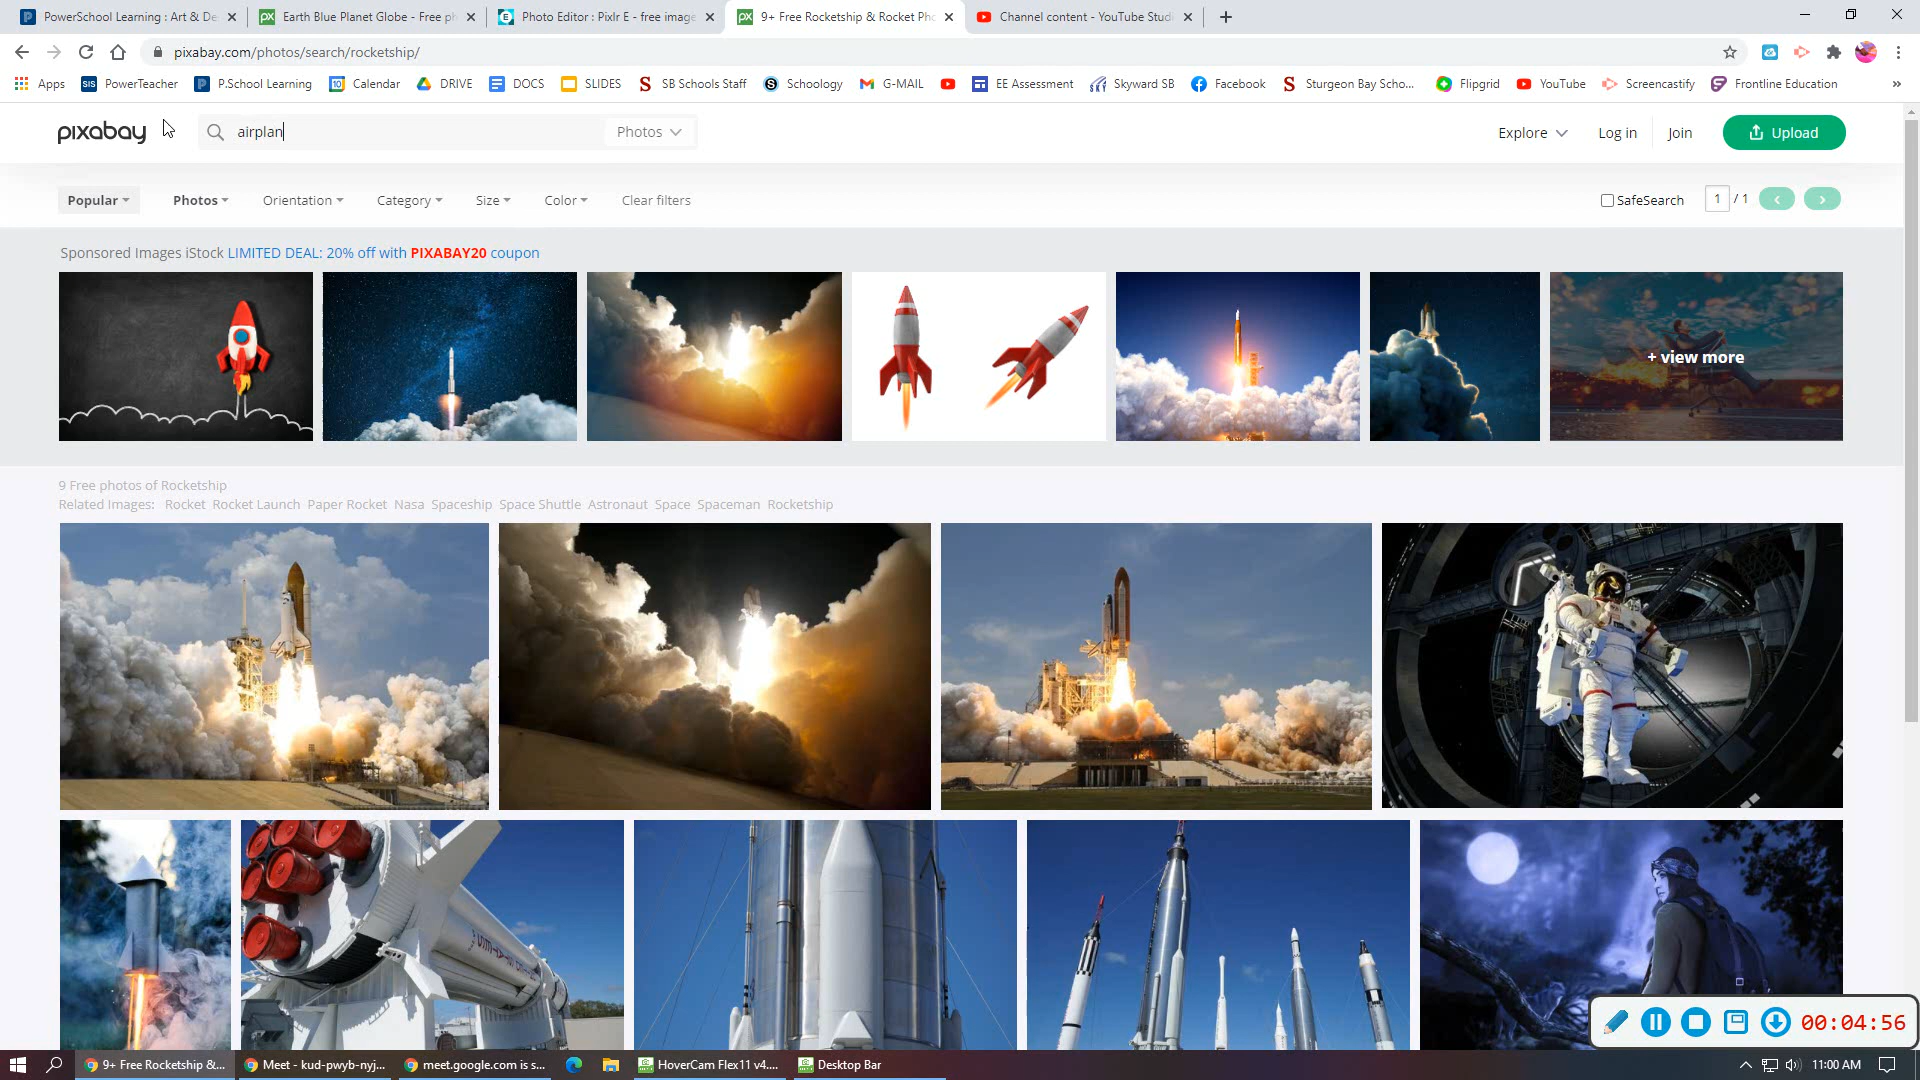 PowerSchool Learning : Art & De
Earth Blue Planet Globe - Free ph
Photo Editor : Pixlr E - free image
9+ Free Rocketship & Rocket Pho
Channel content - YouTube Studi
pixabay.com/photos/search/rocketship/
Apps
SIS PowerTeacher
P.School Learning
Calendar
DRIVE
DOCS
SLIDES
SB Schools Staff
Schoology
G-MAIL
EE Assessment
Skyward SB
Facebook
Sturgeon Bay Scho...
Flipgrid
YouTube
Screencastify
Frontline Education
»
pixabay
airplan
Photos
Explore
Log in
Join
Upload
Popular
Photos
Orientation
Category
Size
Color
Clear filters
SafeSearch
1 / 1
Sponsored Images iStock LIMITED DEAL: 20% off with PIXABAY20 coupon
+ view more
9 Free photos of Rocketship
Related Images: Rocket Rocket Launch Paper Rocket Nasa Spaceship Space Shuttle Astronaut Space Spaceman Rocketship
00:04:56
9+ Free Rocketship &...
Meet - kud-pwyb-nyj...
meet.google.com is s...
HoverCam Flex11 v4....
Desktop Bar
11:00 AM